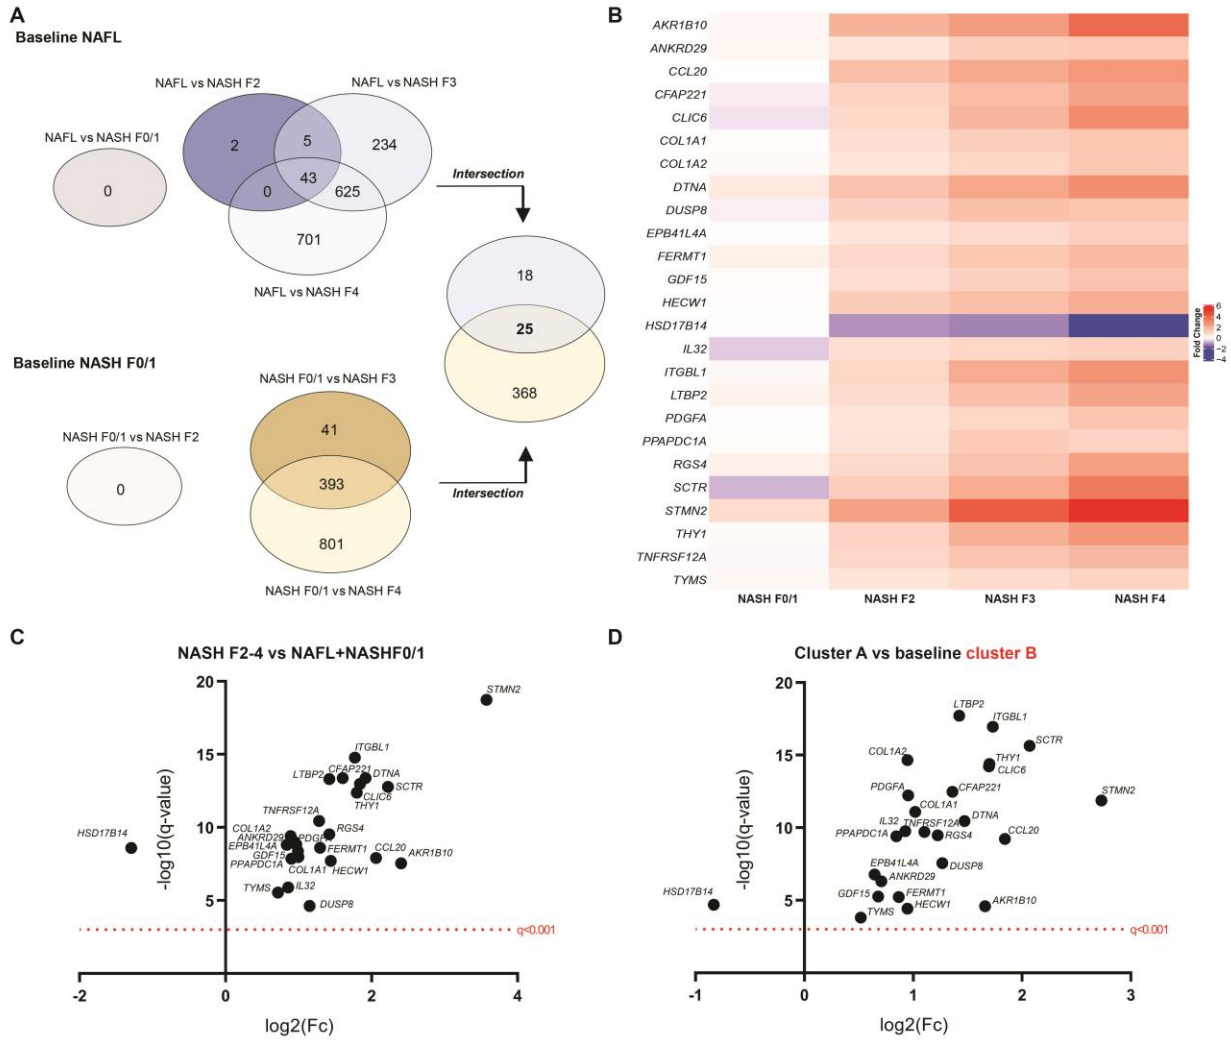 A
Baseline NAFL
NAFL vs NASH F2
NAFL vs NASH F3
NAFL vs NASH F0/1
2
5
234
0
43
0
625
701
NAFL vs NASH F4
Intersection
18
25
368
Baseline NASH F0/1
NASH F0/1 vs NASH F3
NASH F0/1 vs NASH F2
41
0
393
801
NASH F0/1 vs NASH F4
Intersection
B
AKR1B10
ANKRD29
CCL20
CFAP221
CLIC6
COL1A1
COL1A2
DTNA
DUSP8
EPB41L4A
FERMT1
GDF15
HECW1
HSD17B14
IL32
ITGBL1
LTBP2
PDGFA
PPAPDC1A
RGS4
SCTR
STMN2
THY1
TNFRSF12A
TYMS
NASH F0/1 NASH F2 NASH F3 NASH F4
Fold Change
6
4
2
0
−2
−4
C
NASH F2-4 vs NAFL+NASHF0/1
20
15
10
5
-log10(q-value)
STMN2
ITGBL1
LTBP2
CFAP221
DTNA
SCTR
CLIC6
THY1
TNFRSF12A
RGS4
COL1A2
ANKRD29
PDGFA
EPB41L4A
GDF15
FERMT1
PPAPDC1A
COL1A1
HECW1
CCL20
AKR1B10
HSD17B14
TYMS
IL32
DUSP8
q<0.001
-2 0 2 4
log2(Fc)
D
Cluster A vs baseline cluster B
20
15
10
5
-log10(q-value)
LTBP2
ITGBL1
SCTR
COL1A2
THY1
CLIC6
PDGFA
CFAP221
STMN2
COL1A1
IL32
TNFRSF12A
DTNA
PPAPDC1A
RGS4
CCL20
EPB41L4A
DUSP8
ANKRD29
GDF15
FERMT1
HECW1
AKR1B10
HSD17B14
TYMS
q<0.001
-1 0 1 2 3
log2(Fc)